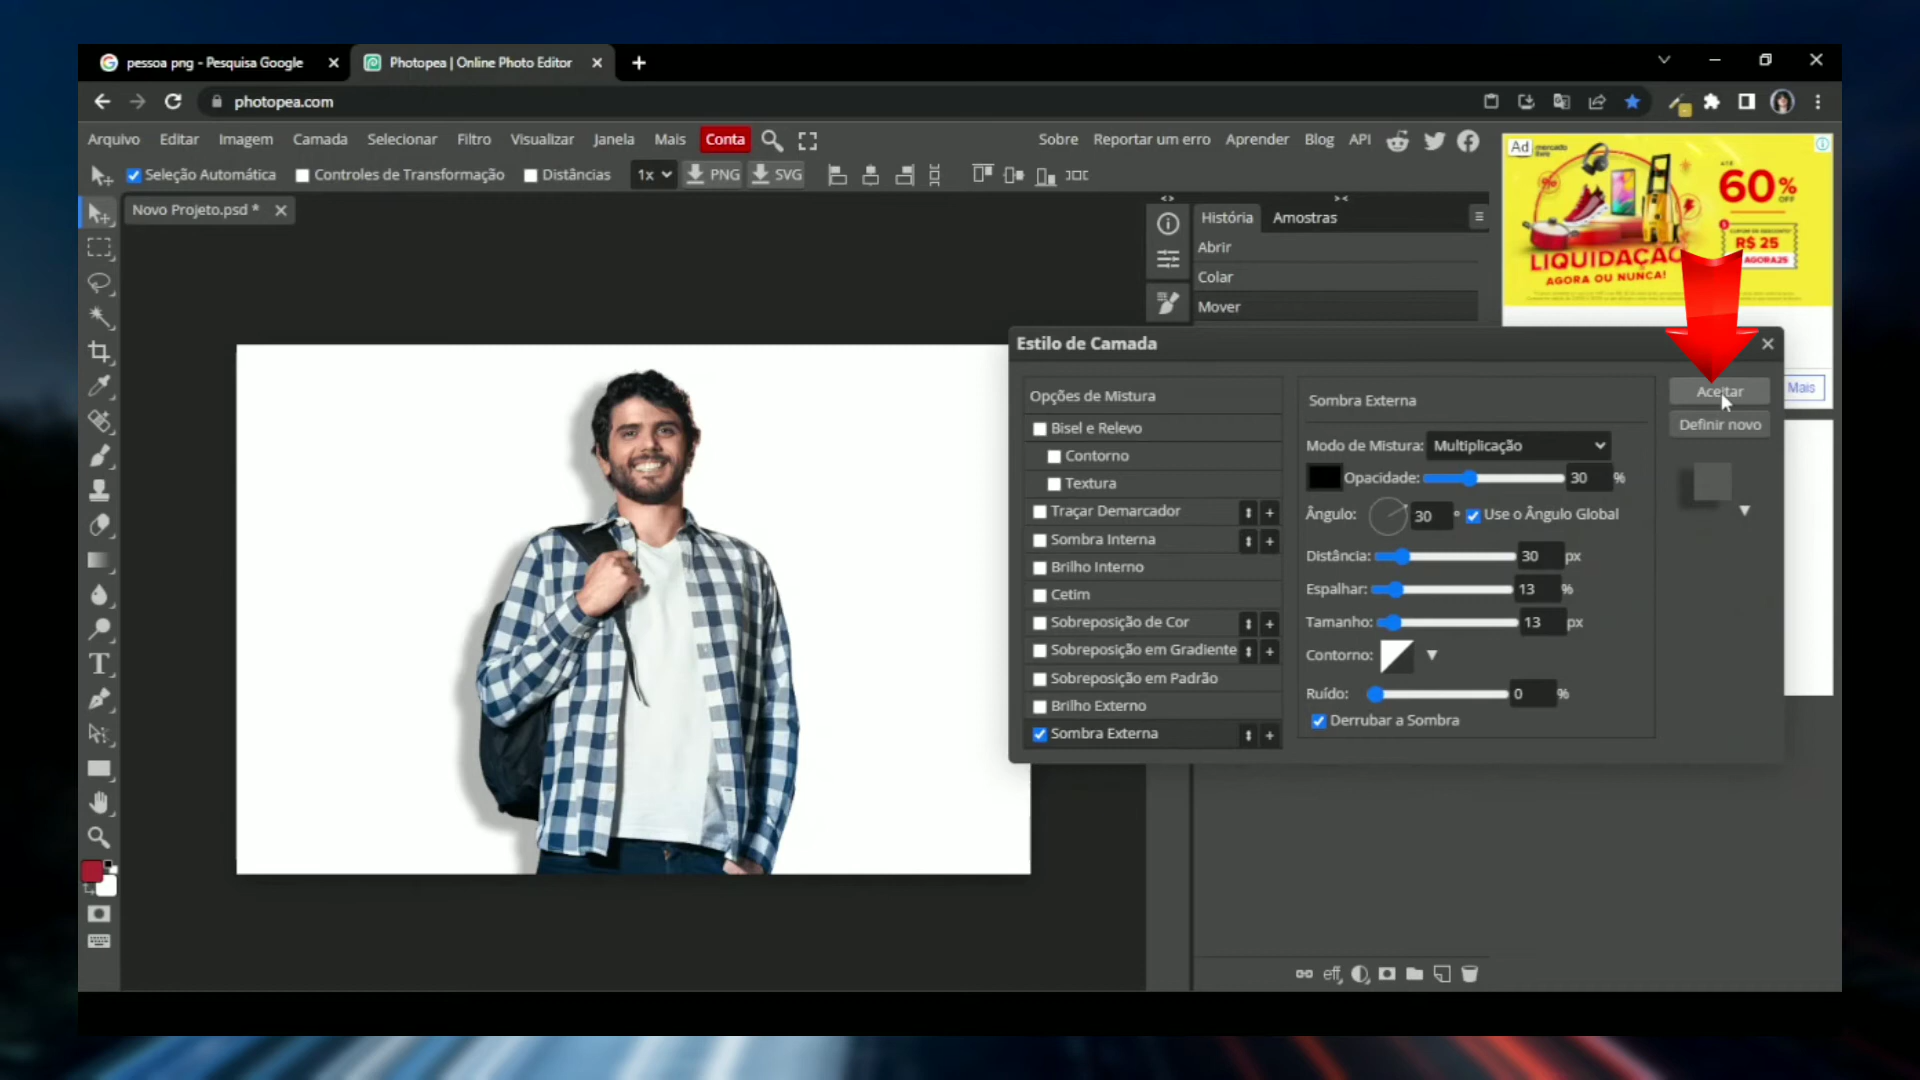 pessoa png - Pesquisa Google
Photopea | Online Photo Editor
photopea.com
Arquivo Editar Imagem Camada Selecionar Filtro Visualizar Janela Mais Conta
Sobre Reportar um erro Aprender Blog API
Seleção Automática Controles de Transformação Distâncias 1x PNG SVG
Novo Projeto.psd *
História Amostras
Abrir
Colar
Mover
Ad
mercado
60%
OFF
R$ 25
AGORA25
LIQUIDAÇÃO
AGORA OU NUNCA!
Mais
Estilo de Camada
Opções de Mistura
Bisel e Relevo
Contorno
Textura
Traçar Demarcador
Sombra Interna
Brilho Interno
Cetim
Sobreposição de Cor
Sobreposição em Gradiente
Sobreposição em Padrão
Brilho Externo
Sombra Externa
Sombra Externa
Modo de Mistura: Multiplicação
Opacidade: 30 %
Ângulo: 30 ° Use o Ângulo Global
Distância: 30 px
Espalhar: 13 %
Tamanho: 13 px
Contorno:
Ruído: 0 %
Derrubar a Sombra
Aceitar
Definir novo
eff